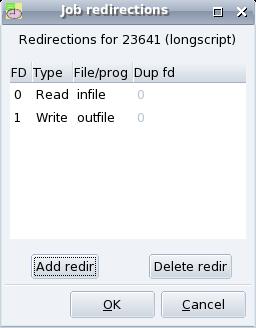 Job redirections
Redirections for 23641 (longscript)
FD Type File/prog Dup fd
0 Read infile 0
1 Write outfile 0
Add redir Delete redir
OK Cancel